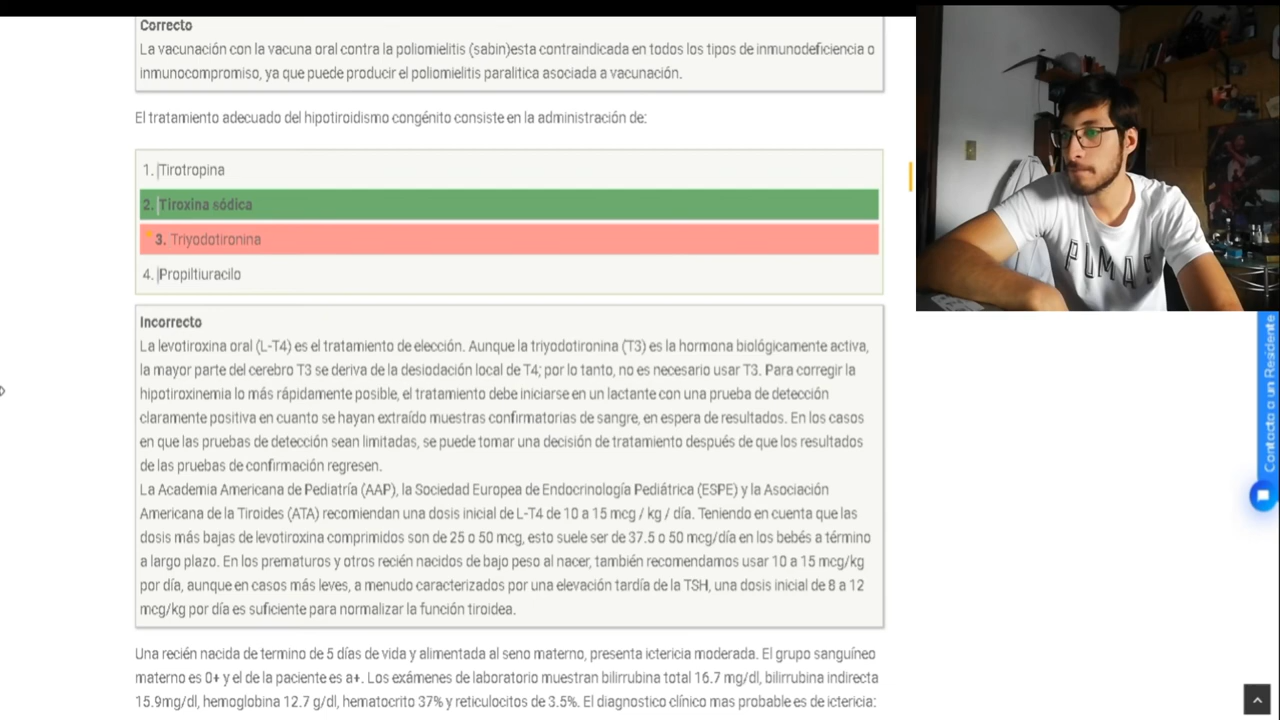 Correcto
La vacunación con la vacuna oral contra la poliomielitis (sabin)esta contraindicada en todos los tipos de inmunodeficiencia o
inmunocompromiso, ya que puede producir el poliomielitis paralitica asociada a vacunación.
El tratamiento adecuado del hipotiroidismo congénito consiste en la administración de:
1. Tirotropina
2. Tiroxina sódica
3. Triyodotironina
4. Propiltiuracilo
Incorrecto
La levotiroxina oral (L-T4) es el tratamiento de elección. Aunque la triyodotironina (T3) es la hormona biológicamente activa,
la mayor parte del cerebro T3 se deriva de la desiodación local de T4; por lo tanto, no es necesario usar T3. Para corregir la
hipotiroxinemia lo más rápidamente posible, el tratamiento debe iniciarse en un lactante con una prueba de detección
claramente positiva en cuanto se hayan extraído muestras confirmatorias de sangre, en espera de resultados. En los casos
en que las pruebas de detección sean limitadas, se puede tomar una decisión de tratamiento después de que los resultados
de las pruebas de confirmación regresen.
La Academia Americana de Pediatría (AAP), la Sociedad Europea de Endocrinología Pediátrica (ESPE) y la Asociación
Americana de la Tiroides (ATA) recomiendan una dosis inicial de L-T4 de 10 a 15 mcg / kg / día. Teniendo en cuenta que las
dosis más bajas de levotiroxina comprimidos son de 25 o 50 mcg, esto suele ser de 37.5 o 50 mcg/día en los bebés a término
a largo plazo. En los prematuros y otros recién nacidos de bajo peso al nacer, también recomendamos usar 10 a 15 mcg/kg
por día, aunque en casos más leves, a menudo caracterizados por una elevación tardía de la TSH, una dosis inicial de 8 a 12
mcg/kg por día es suficiente para normalizar la función tiroidea.
Una recién nacida de termino de 5 días de vida y alimentada al seno materno, presenta ictericia moderada. El grupo sanguíneo
materno es 0+ y el de la paciente es a+. Los exámenes de laboratorio muestran bilirrubina total 16.7 mg/dl, bilirrubina indirecta
15.9mg/dl, hemoglobina 12.7 g/dl, hematocrito 37% y reticulocitos de 3.5%. El diagnostico clínico mas probable es de ictericia:
PUMAS
Contacto a un Residente